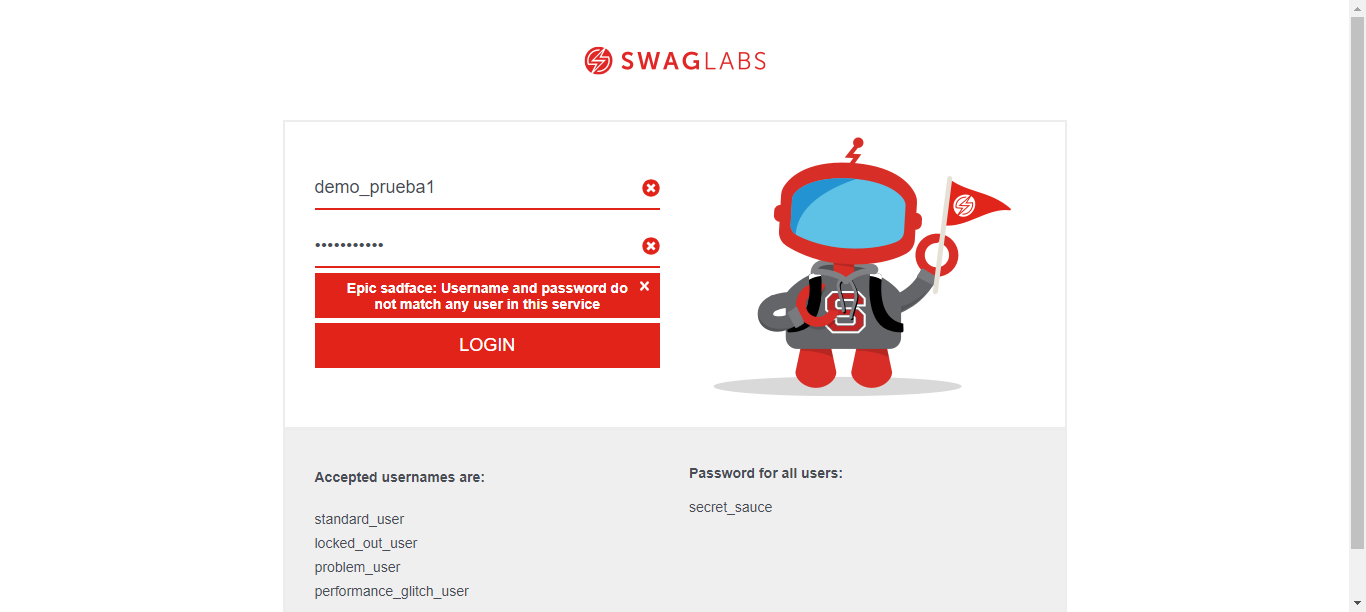 SWAGLABS
demo_prueba1
•••••••••••
Epic sadface: Username and password do
not match any user in this service
LOGIN
S
Accepted usernames are:
standard_user
locked_out_user
problem_user
performance_glitch_user
Password for all users:
secret_sauce